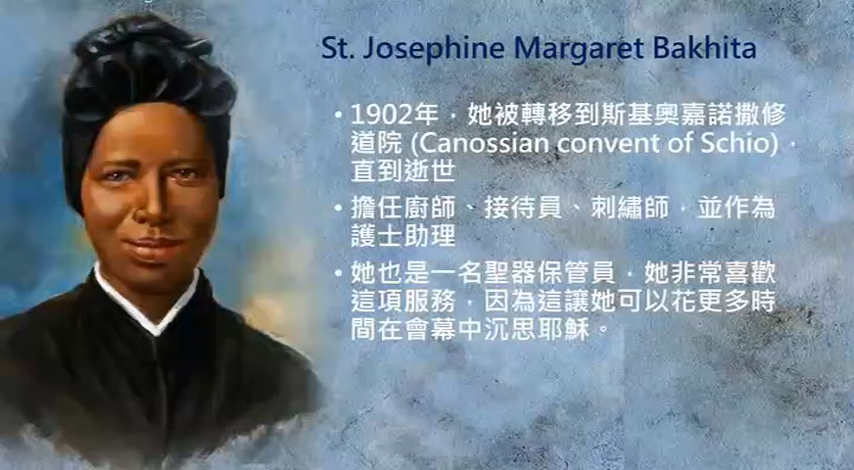 St. Josephine Margaret Bakhita
• 1902年，她被轉移到斯基奧嘉諾撒修
道院 (Canossian convent of Schio)，
直到逝世
• 擔任廚師、接待員、刺繡師，並作為
護士助理
• 她也是一名聖器保管員，她非常喜歡
這項服務，因為這讓她可以花更多時
間在會幕中沉思耶穌。